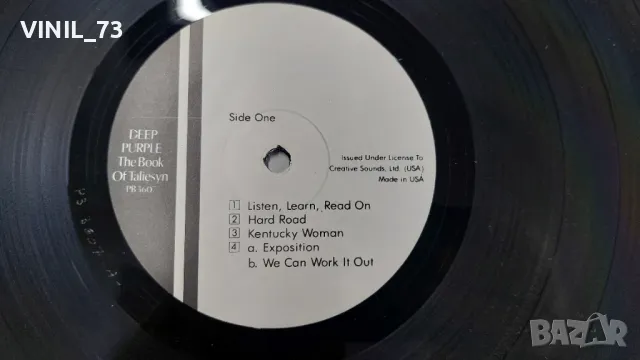 VINIL_73
DEEP
PURPLE
The Book
Of Taliesyn
PB-160
Side One
Issued Under License To
Creative Sounds, Ltd. (USA)
Made in USA
1 Listen, Learn, Read On
2 Hard Road
3 Kentucky Woman
4 a. Exposition
b. We Can Work It Out
BAZAR